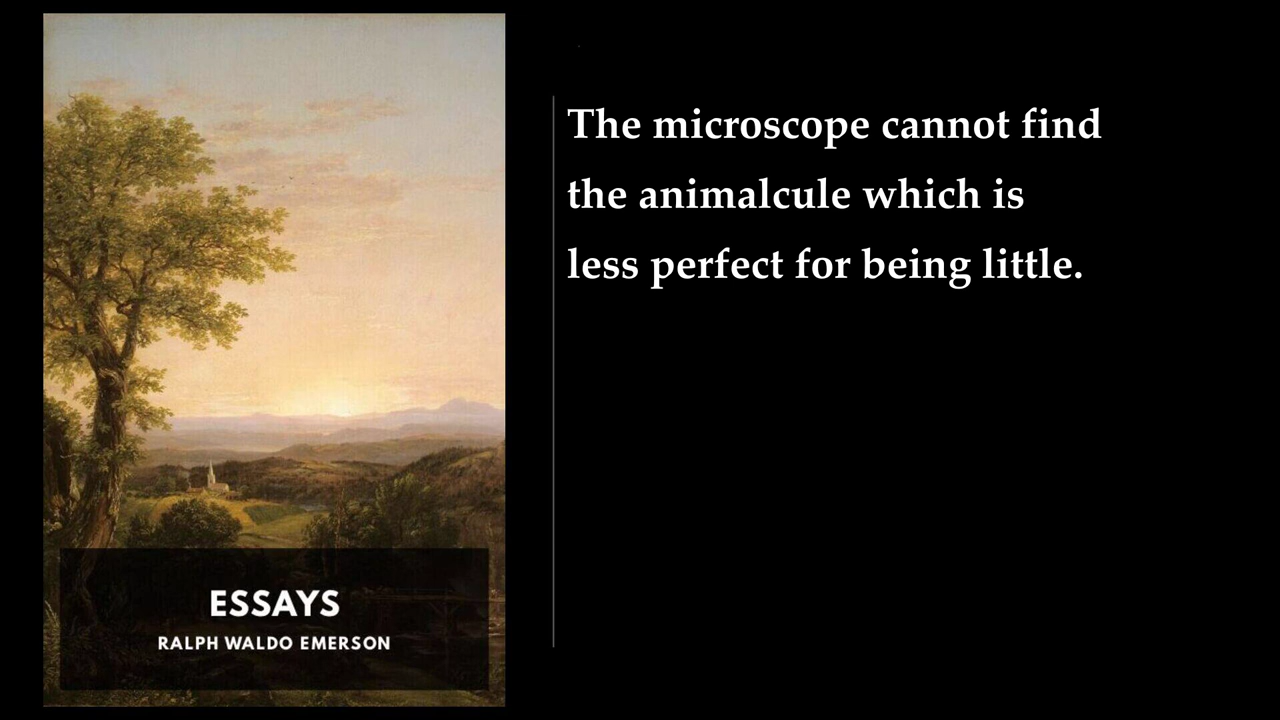 ESSAYS
RALPH WALDO EMERSON
The microscope cannot find
the animalcule which is
less perfect for being little.